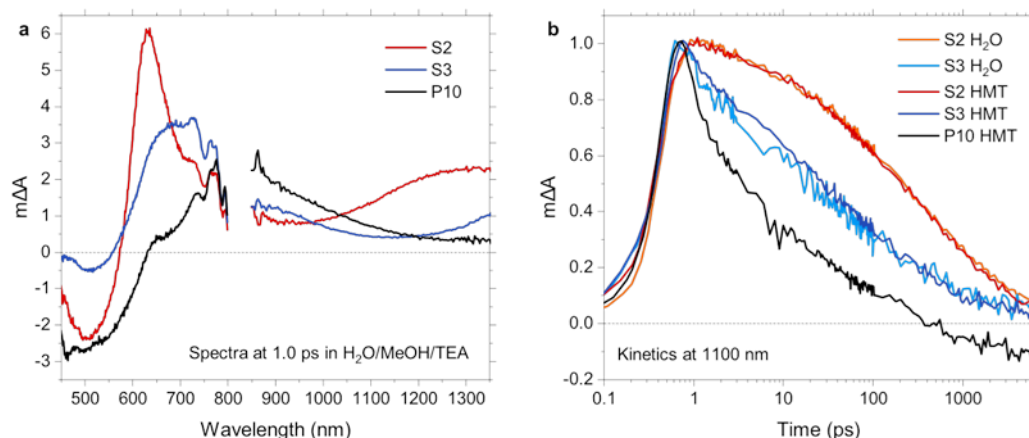 a
S2
S3
P10
6
5
4
3
2
1
0
-1
-2
-3
mΔA
Spectra at 1.0 ps in H₂O/MeOH/TEA
500 600 700 800 900 1000 1100 1200 1300
Wavelength (nm)
b
S2 H₂O
S3 H₂O
S2 HMT
S3 HMT
P10 HMT
1.0
0.8
0.6
0.4
0.2
0.0
-0.2
mΔA
Kinetics at 1100 nm
0.1 1 10 100 1000
Time (ps)